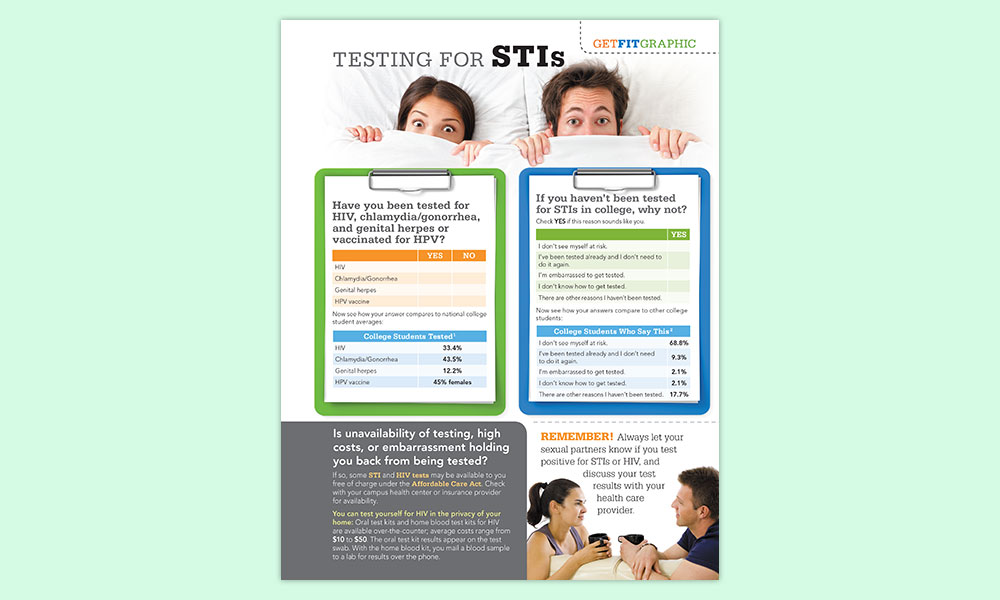 GETFITGRAPHIC
TESTING FOR STIs
Have you been tested for
HIV, chlamydia/gonorrhea,
and genital herpes or
vaccinated for HPV?
YES NO
HIV
Chlamydia/Gonorrhea
Genital herpes
HPV vaccine
Now see how your answer compares to national college
student averages:
College Students Tested¹
HIV 33.4%
Chlamydia/Gonorrhea 43.5%
Genital herpes 12.2%
HPV vaccine 45% females
If you haven't been tested
for STIs in college, why not?
Check YES if this reason sounds like you.
YES
I don't see myself at risk.
I've been tested already and I don't need to
do it again.
I'm embarrassed to get tested.
I don't know how to get tested.
There are other reasons I haven't been tested.
Now see how your answers compare to other college
students:
College Students Who Say This²
I don't see myself at risk. 68.8%
I've been tested already and I don't need
to do it again. 9.3%
I'm embarrassed to get tested. 2.1%
I don't know how to get tested. 2.1%
There are other reasons I haven't been tested. 17.7%
Is unavailability of testing, high
costs, or embarrassment holding
you back from being tested?
If so, some STI and HIV tests may be available to you
free of charge under the Affordable Care Act. Check
with your campus health center or insurance provider
for availability.
You can test yourself for HIV in the privacy of your
home: Oral test kits and home blood test kits for HIV
are available over-the-counter; average costs range from
$10 to $50. The oral test kit results appear on the test
swab. With the home blood kit, you mail a blood sample
to a lab for results over the phone.
REMEMBER! Always let your
sexual partners know if you test
positive for STIs or HIV, and
discuss your test
results with your
health care
provider.